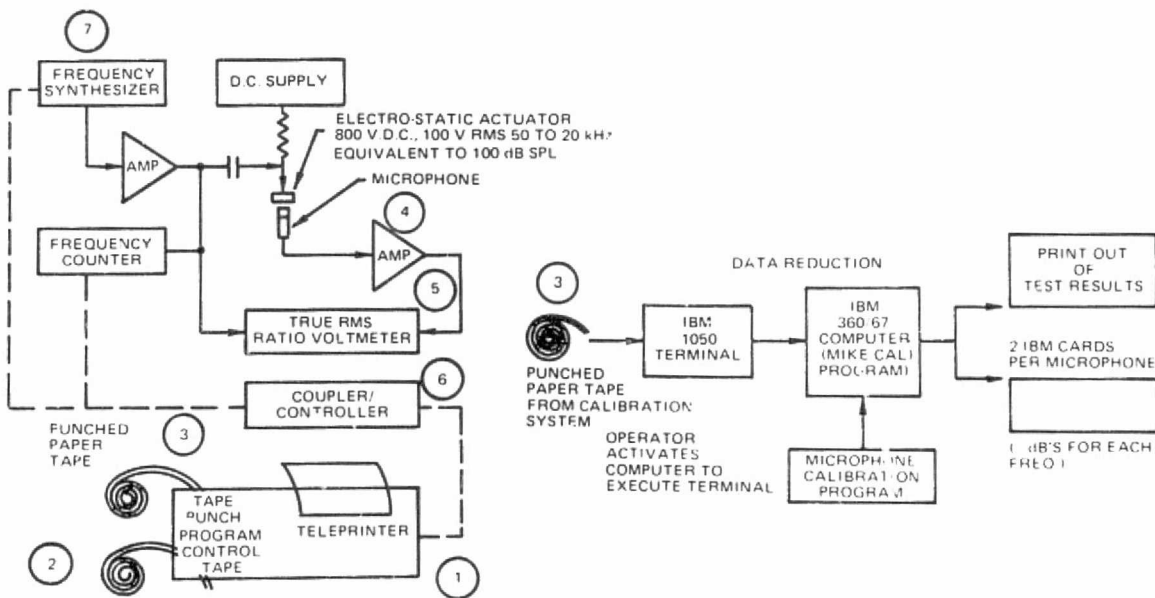 7
FREQUENCY
SYNTHESIZER
D.C. SUPPLY
ELECTRO-STATIC ACTUATOR
800 V D.C., 100 V RMS 50 TO 20 kHz
EQUIVALENT TO 100 dB SPL
AMP
MICROPHONE
4
AMP
FREQUENCY
COUNTER
5
TRUE RMS
RATIO VOLTMETER
6
COUPLER/
CONTROLLER
PUNCHED
PAPER
TAPE
3
TAPE
PUNCH
PROGRAM
CONTROL
TAPE
TELEPRINTER
2
1
DATA REDUCTION
3
PUNCHED
PAPER TAPE
FROM CALIBRATION
SYSTEM
IBM
1050
TERMINAL
OPERATOR
ACTIVATES
COMPUTER TO
EXECUTE TERMINAL
IBM
360-67
COMPUTER
(MIKE CAL)
PROGRAM)
MICROPHONE
CALIBRATION
PROGRAM
PRINT OUT
OF
TEST RESULTS
2 IBM CARDS
PER MICROPHONE
dB'S FOR EACH
FREQ.)